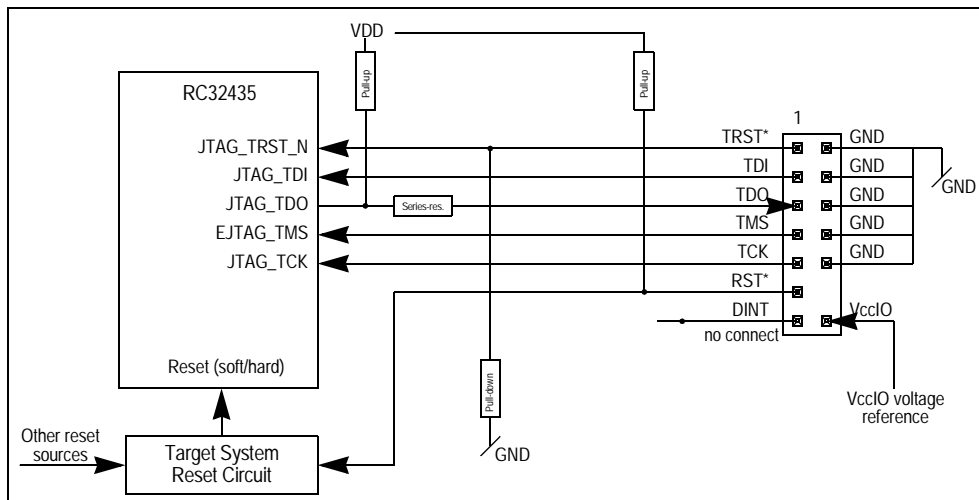 VDD
Pull-up
Pull-up
RC32435
1
JTAG_TRST_N
TRST*
GND
JTAG_TDI
TDI
GND
GND
JTAG_TDO
Series-res.
TDO
GND
EJTAG_TMS
TMS
GND
JTAG_TCK
TCK
GND
RST*
DINT
VccIO
no connect
Reset (soft/hard)
Pull-down
VccIO voltage
reference
Other reset
sources
Target System
Reset Circuit
GND